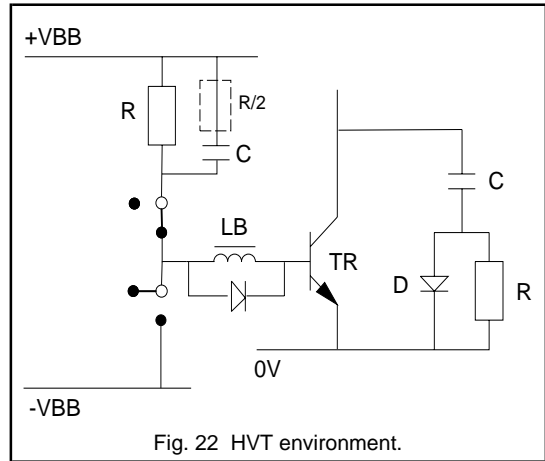 +VBB
R
R/2
C
LB
TR
C
D
R
0V
-VBB
Fig. 22 HVT environment.